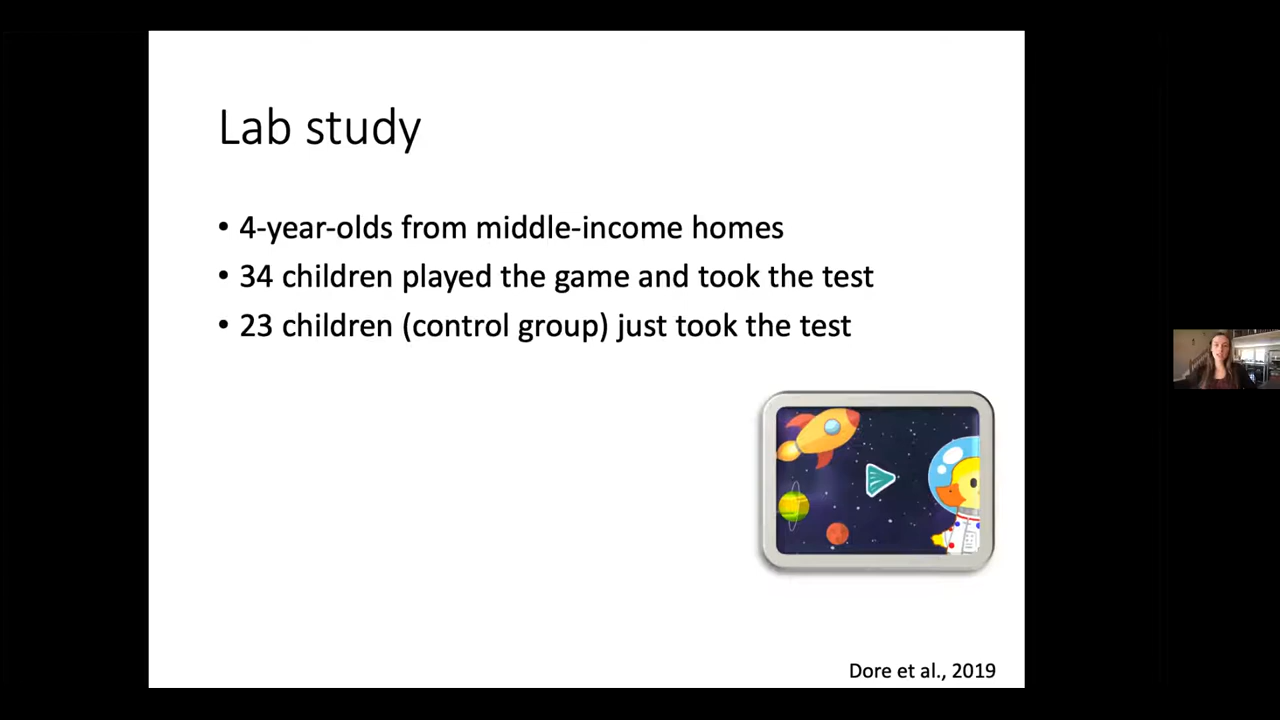 Lab study
• 4-year-olds from middle-income homes
• 34 children played the game and took the test
• 23 children (control group) just took the test
Dore et al., 2019